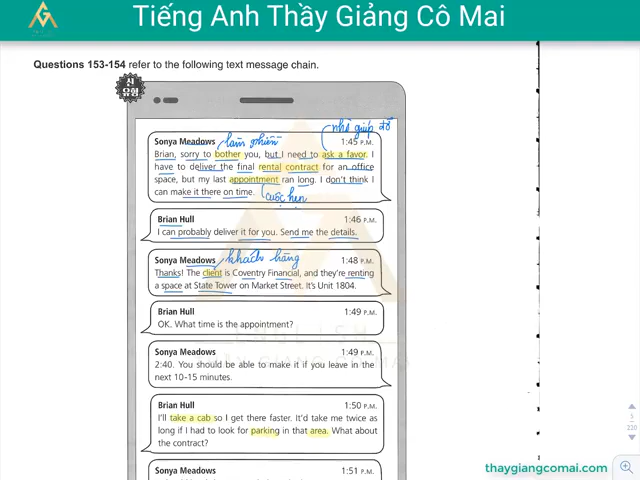 Tiếng Anh Thầy Giảng Cô Mai
Questions 153-154 refer to the following text message chain.
신
유형
nhờ giúp đỡ
Sonya Meadows làm phiền 1:45 P.M.
Brian, sorry to bother you, but I need to ask a favor. I
have to deliver the final rental contract for an office
space, but my last appointment ran long. I don't think I
can make it there on time.
cuộc hẹn
Brian Hull 1:46 P.M.
I can probably deliver it for you. Send me the details.
Sonya Meadows khách hàng 1:48 P.M.
Thanks! The client is Coventry Financial, and they're renting
a space at State Tower on Market Street. It's Unit 1804.
Brian Hull 1:49 P.M.
OK. What time is the appointment?
Sonya Meadows 1:49 P.M.
2:40. You should be able to make it if you leave in the
next 10-15 minutes.
Brian Hull 1:50 P.M.
I'll take a cab so I get there faster. It'd take me twice as
long if I had to look for parking in that area. What about
the contract?
Sonya Meadows 1:51 P.M.
5
220
thaygiangcomai.com